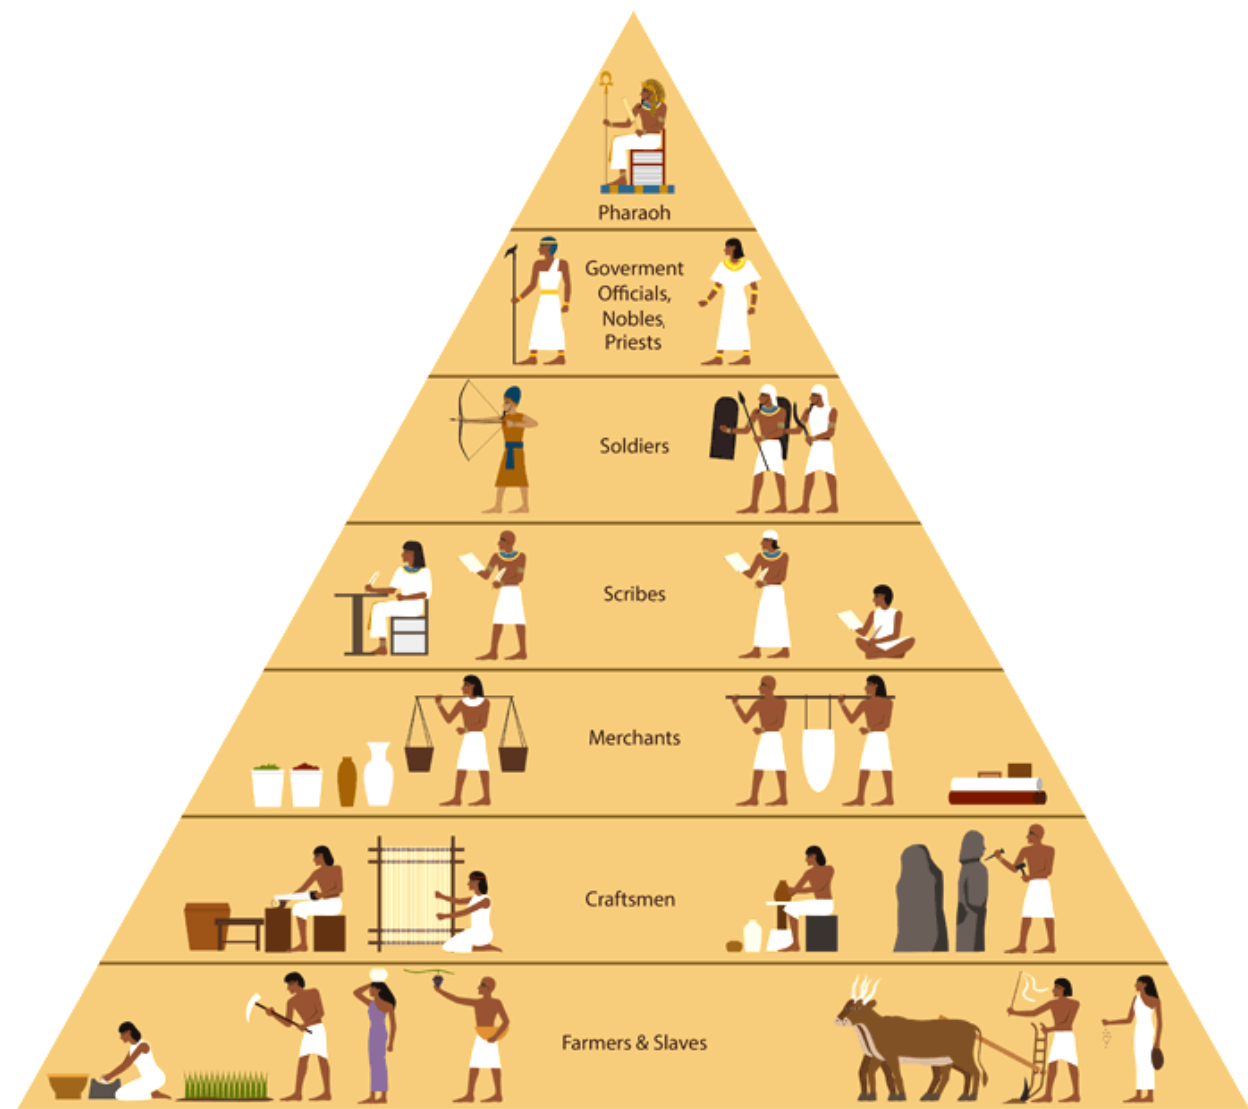 Pharaoh
Goverment
Officials,
Nobles,
Priests
Soldiers
Scribes
Merchants
Craftsmen
Farmers & Slaves